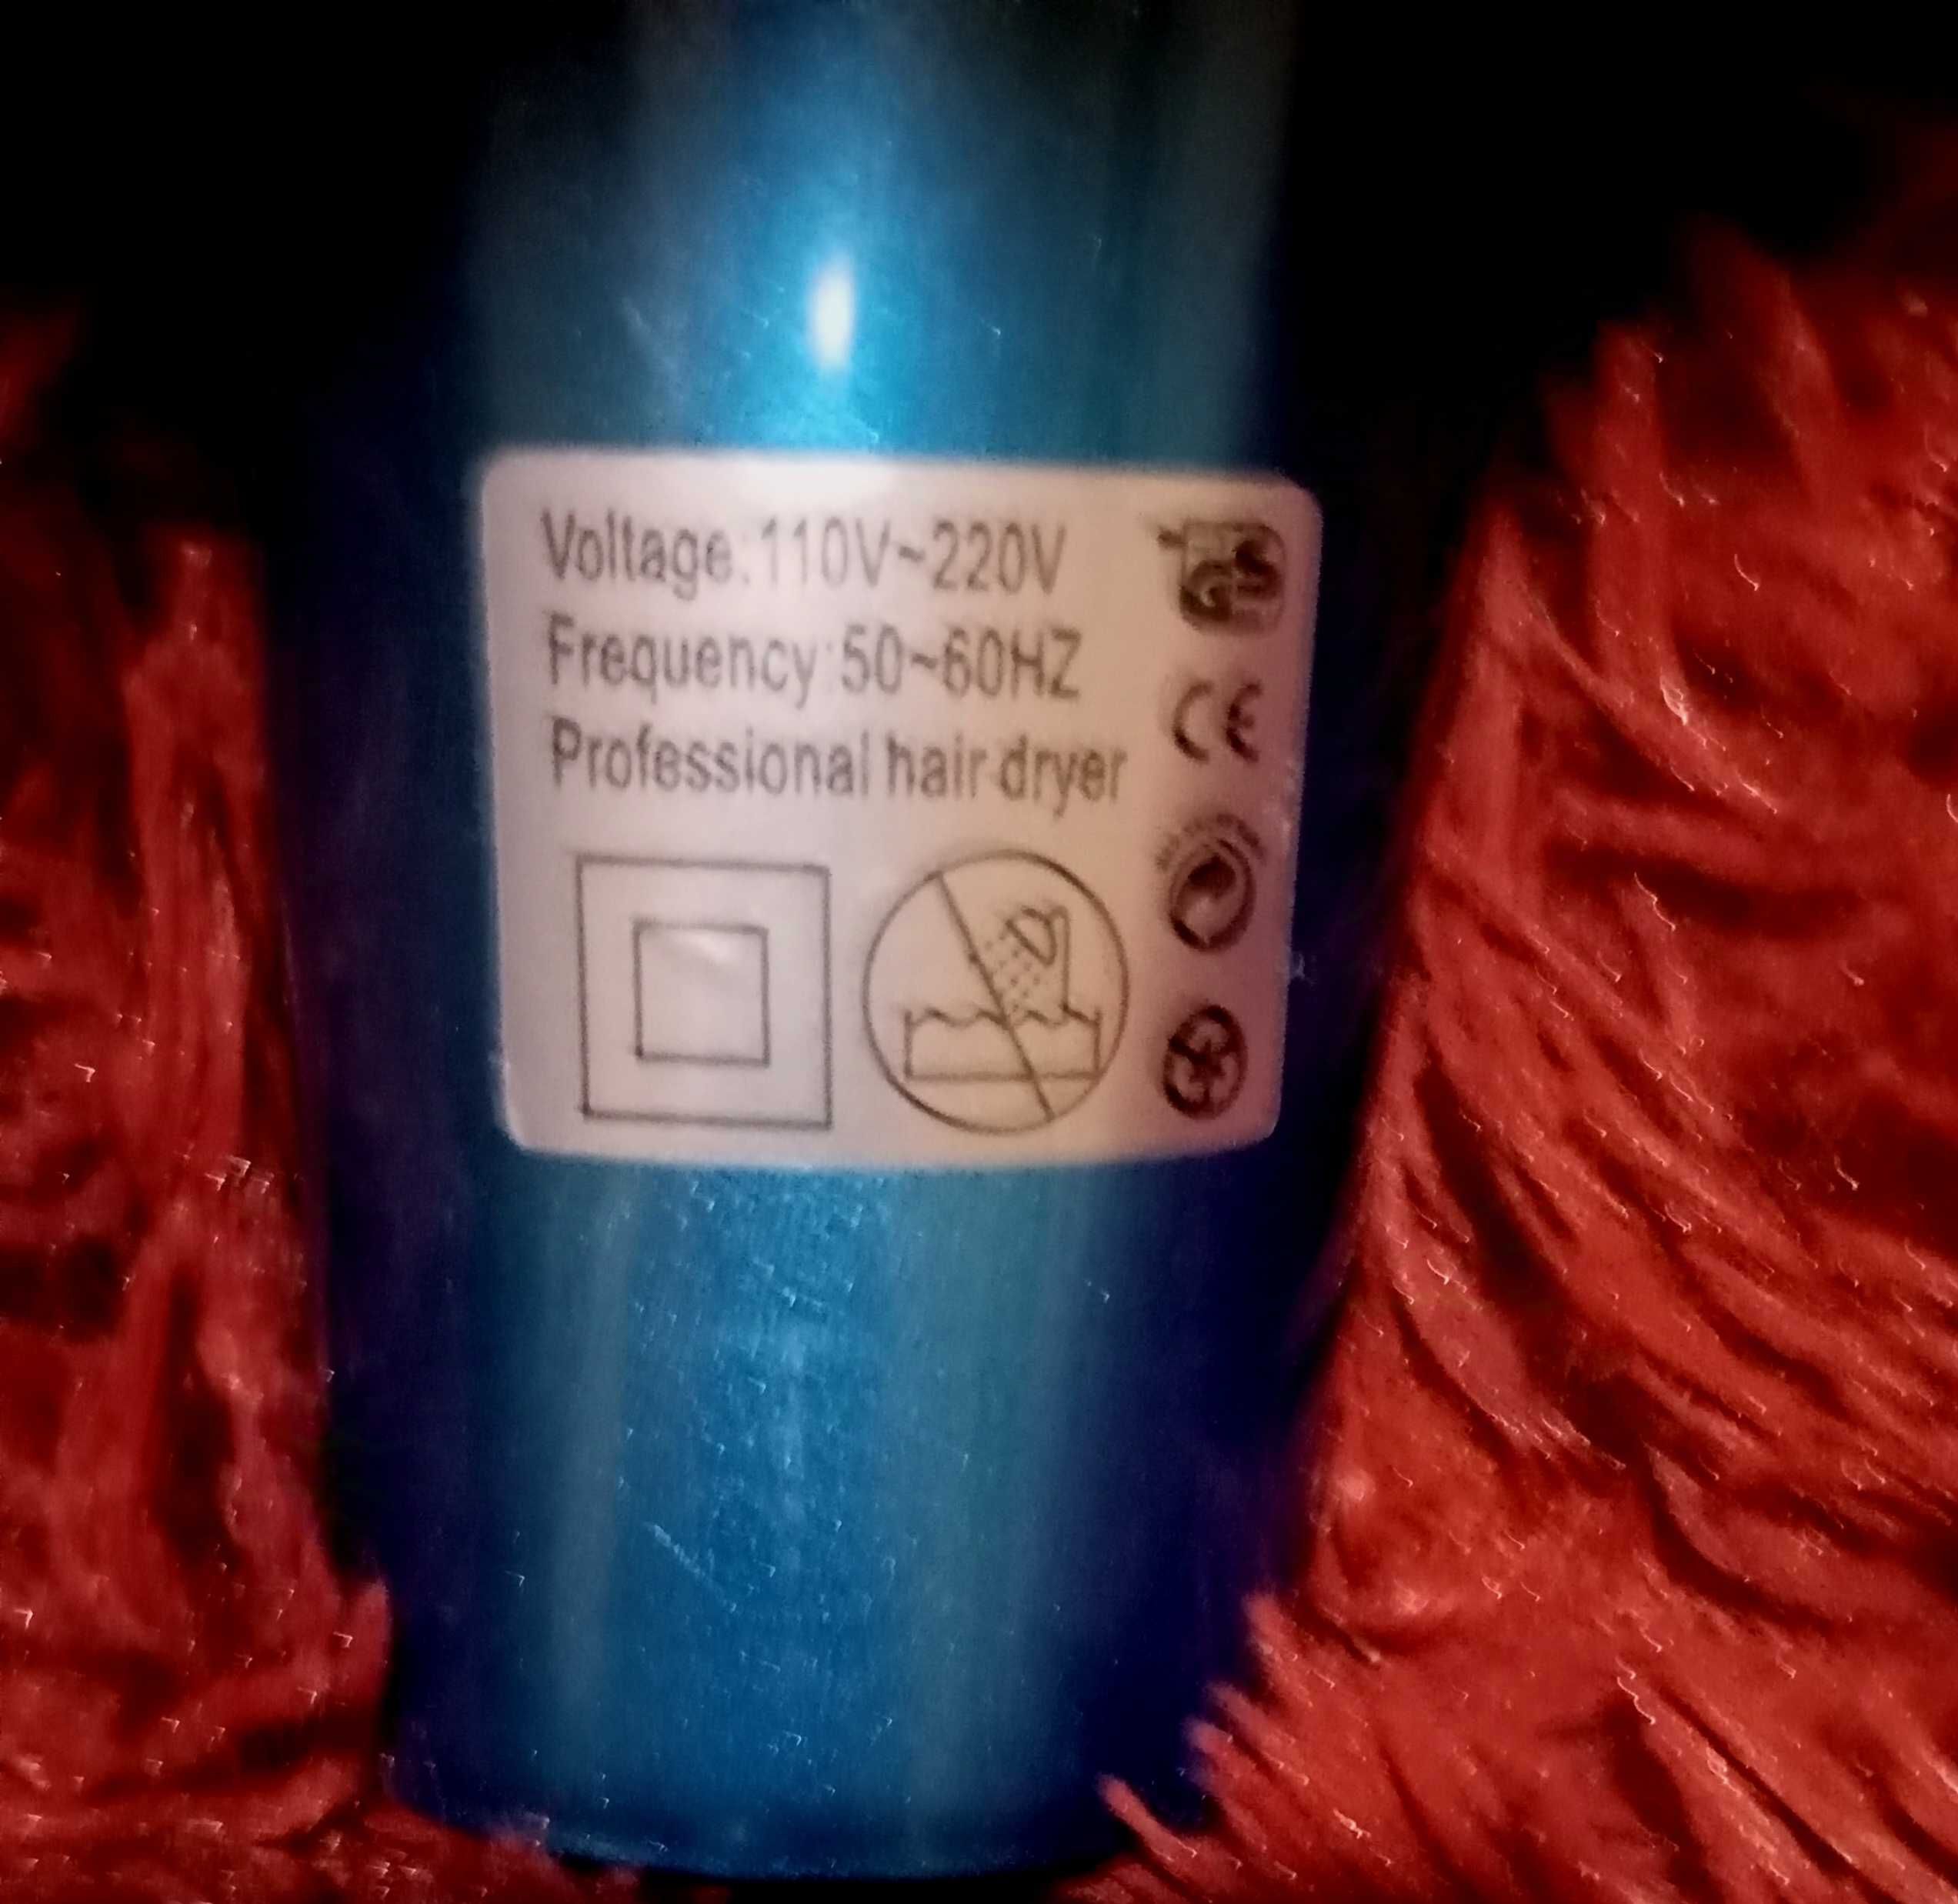 Voltage:110V~220V
Frequency:50~60HZ
Professional hair dryer
CE